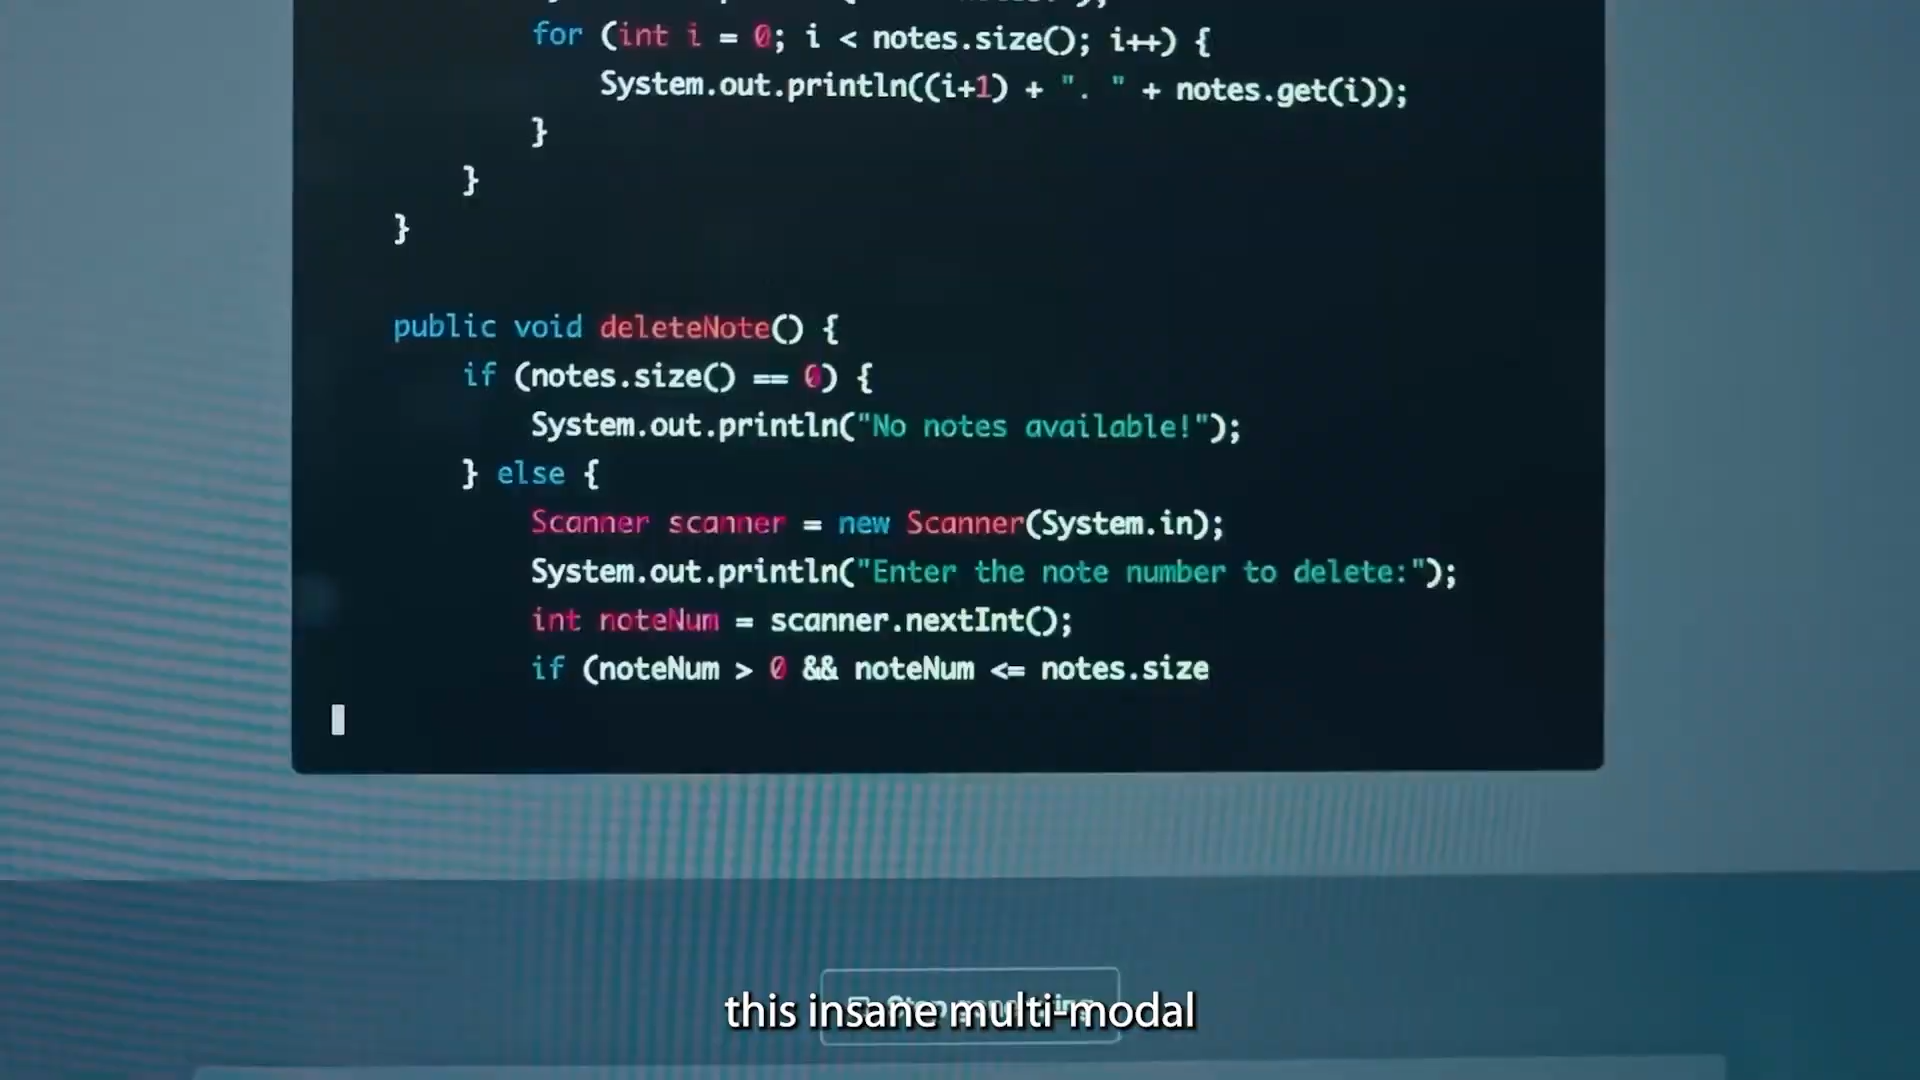 for (int i = 0; i < notes.size(); i++) {
System.out.println((i+1) + ". " + notes.get(i));
}
}
}
public void deleteNote() {
if (notes.size() == 0) {
System.out.println("No notes available!");
} else {
Scanner scanner = new Scanner(System.in);
System.out.println("Enter the note number to delete:");
int noteNum = scanner.nextInt();
if (noteNum > 0 && noteNum <= notes.size
this insane multi-modal